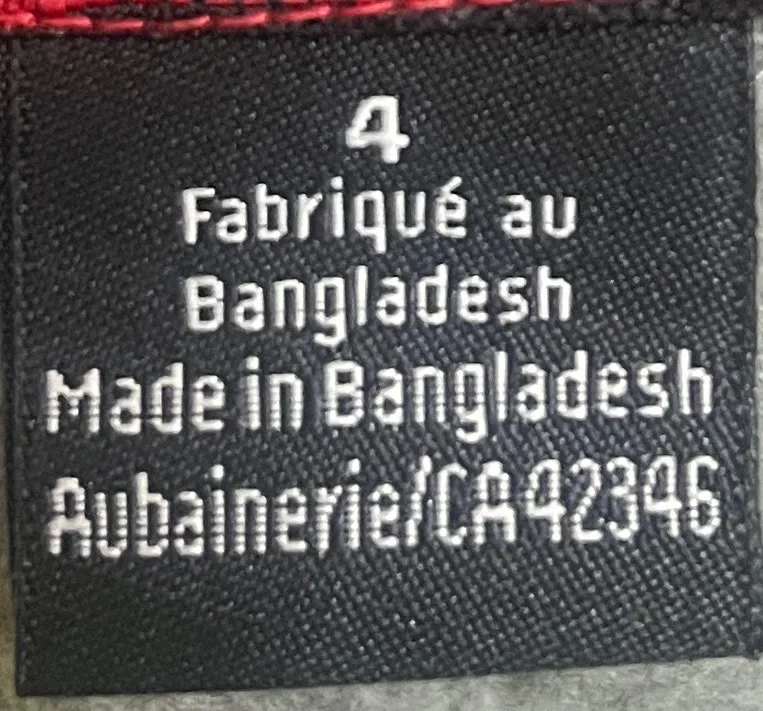 4
Fabriqué au
Bangladesh
Made in Bangladesh
Aubainerie/CA42346